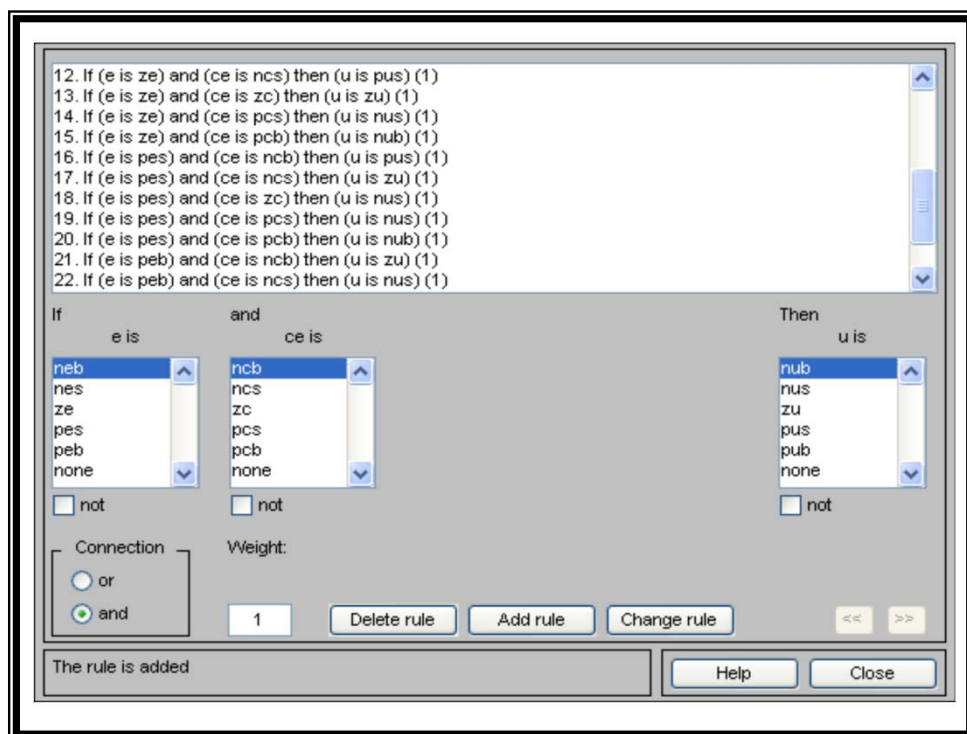 12. If (e is ze) and (ce is ncs) then (u is pus) (1)
13. If (e is ze) and (ce is zc) then (u is zu) (1)
14. If (e is ze) and (ce is pcs) then (u is nus) (1)
15. If (e is ze) and (ce is pcb) then (u is nub) (1)
16. If (e is pes) and (ce is ncb) then (u is pus) (1)
17. If (e is pes) and (ce is ncs) then (u is zu) (1)
18. If (e is pes) and (ce is zc) then (u is nus) (1)
19. If (e is pes) and (ce is pcs) then (u is nus) (1)
20. If (e is pes) and (ce is pcb) then (u is nub) (1)
21. If (e is peb) and (ce is ncb) then (u is zu) (1)
22. If (e is peb) and (ce is ncs) then (u is nus) (1)
If and Then
e is ce is u is
neb ncb nub
nes ncs nus
ze zc zu
pes pcs pus
peb pcb pub
none none none
not not not
Connection Weight:
or
and 1 Delete rule Add rule Change rule << >>
The rule is added Help Close